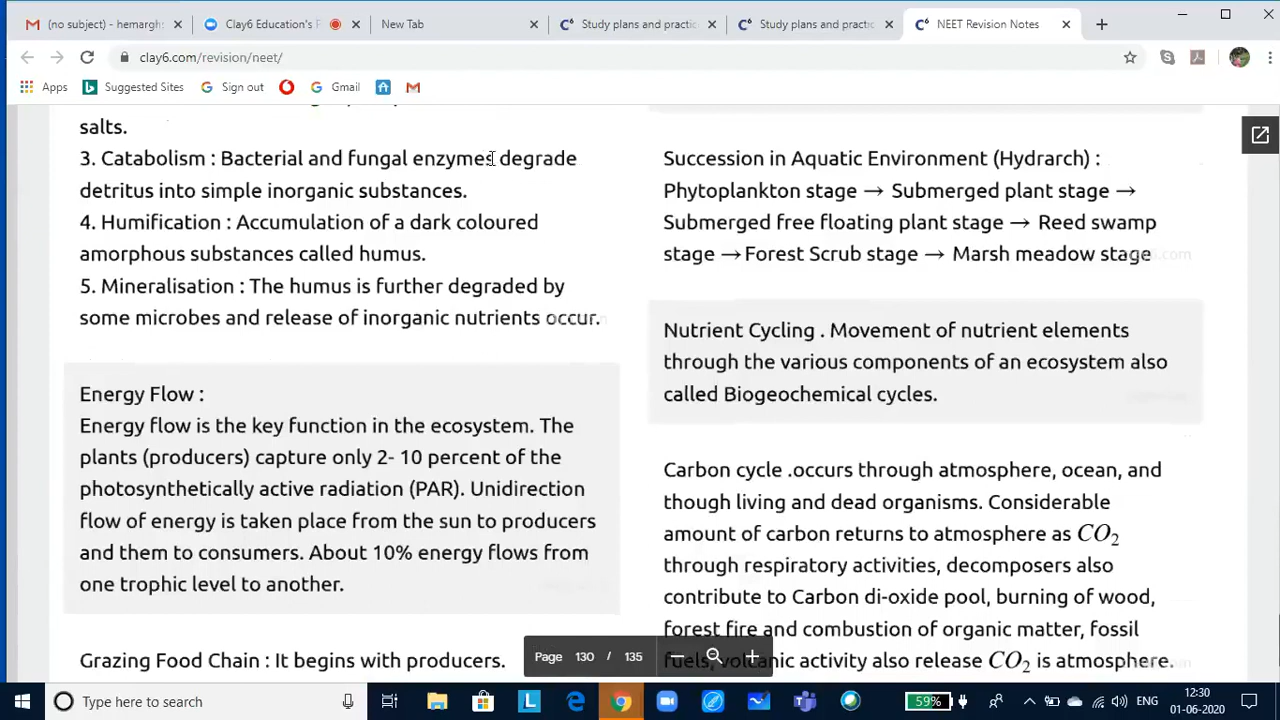 (no subject) - hemarghs
Clay6 Education's P
New Tab
Study plans and practic
Study plans and practic
NEET Revision Notes
clay6.com/revision/neet/
Apps
Suggested Sites
Sign out
Gmail
salts.
3. Catabolism : Bacterial and fungal enzymes degrade
detritus into simple inorganic substances.
4. Humification : Accumulation of a dark coloured
amorphous substances called humus.
5. Mineralisation : The humus is further degraded by
some microbes and release of inorganic nutrients occur.
Energy Flow :
Energy flow is the key function in the ecosystem. The
plants (producers) capture only 2- 10 percent of the
photosynthetically active radiation (PAR). Unidirection
flow of energy is taken place from the sun to producers
and them to consumers. About 10% energy flows from
one trophic level to another.
Grazing Food Chain : It begins with producers.
Succession in Aquatic Environment (Hydrarch) :
Phytoplankton stage → Submerged plant stage →
Submerged free floating plant stage → Reed swamp
stage →Forest Scrub stage → Marsh meadow stage
Nutrient Cycling . Movement of nutrient elements
through the various components of an ecosystem also
called Biogeochemical cycles.
Carbon cycle .occurs through atmosphere, ocean, and
though living and dead organisms. Considerable
amount of carbon returns to atmosphere as CO₂
through respiratory activities, decomposers also
contribute to Carbon di-oxide pool, burning of wood,
forest fire and combustion of organic matter, fossil
fuels, volcanic activity also release CO₂ is atmosphere.
Page 130 / 135
Type here to search
59%
ENG
12:30
01-06-2020